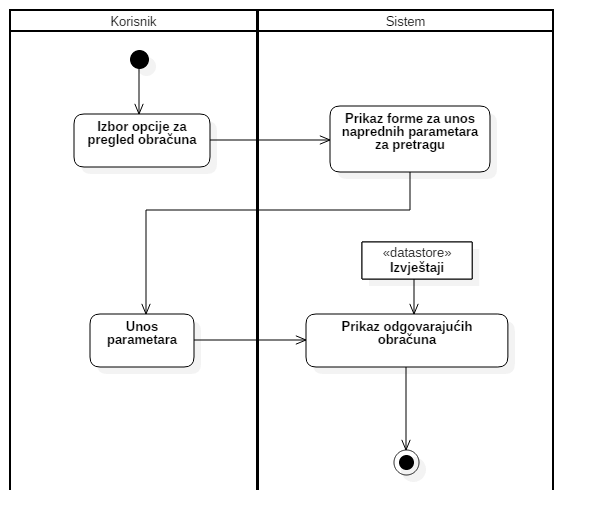 Korisnik
Sistem
Izbor opcije za
pregled obračuna
Prikaz forme za unos
naprednih parametara
za pretragu
«datastore»
Izvještaji
Unos
parametara
Prikaz odgovarajućih
obračuna